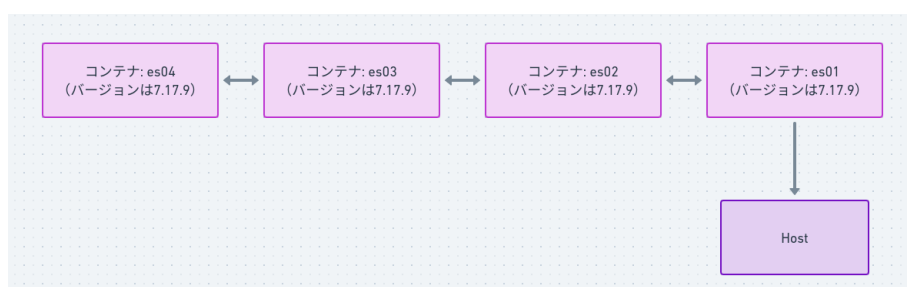 コンテナ: es04
（バージョンは7.17.9）
コンテナ: es03
（バージョンは7.17.9）
コンテナ: es02
（バージョンは7.17.9）
コンテナ: es01
（バージョンは7.17.9）
Host